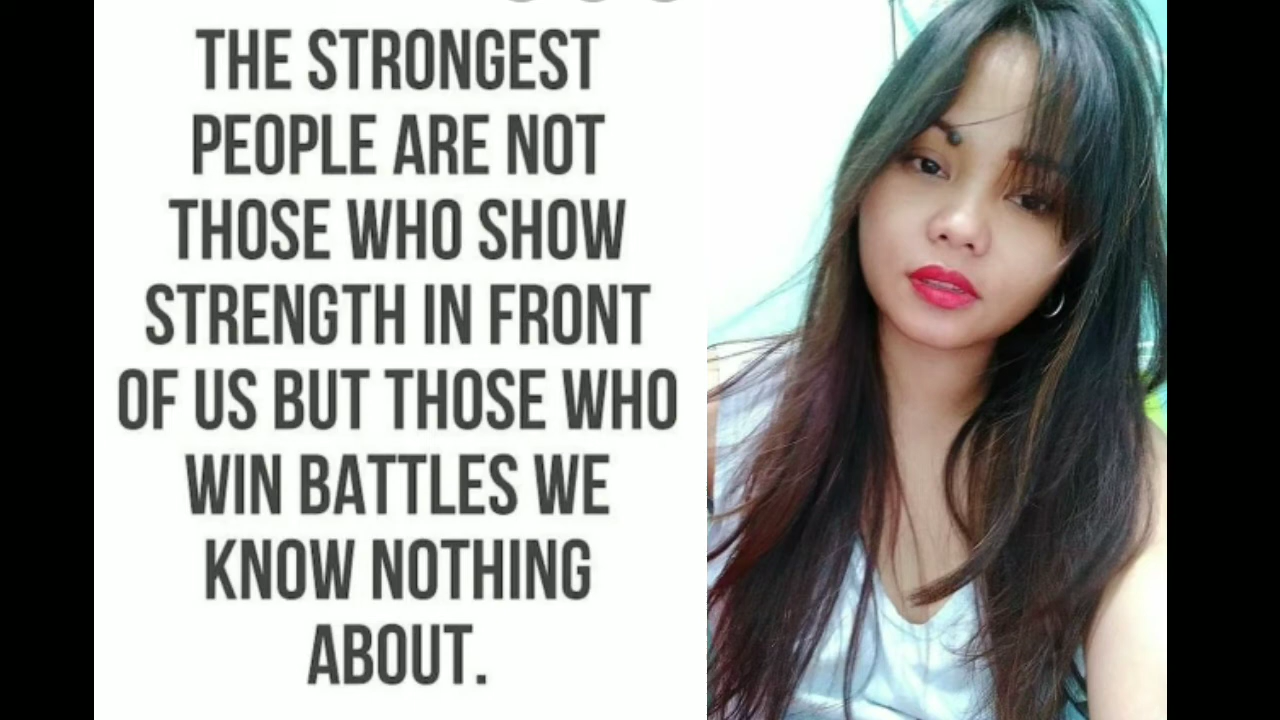 THE STRONGEST
PEOPLE ARE NOT
THOSE WHO SHOW
STRENGTH IN FRONT
OF US BUT THOSE WHO
WIN BATTLES WE
KNOW NOTHING
ABOUT.